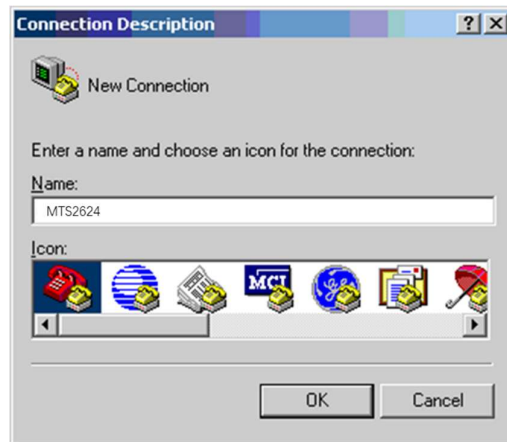 Connection Description
New Connection
Enter a name and choose an icon for the connection:
Name:
MTS2624
Icon:
MCI
OK
Cancel